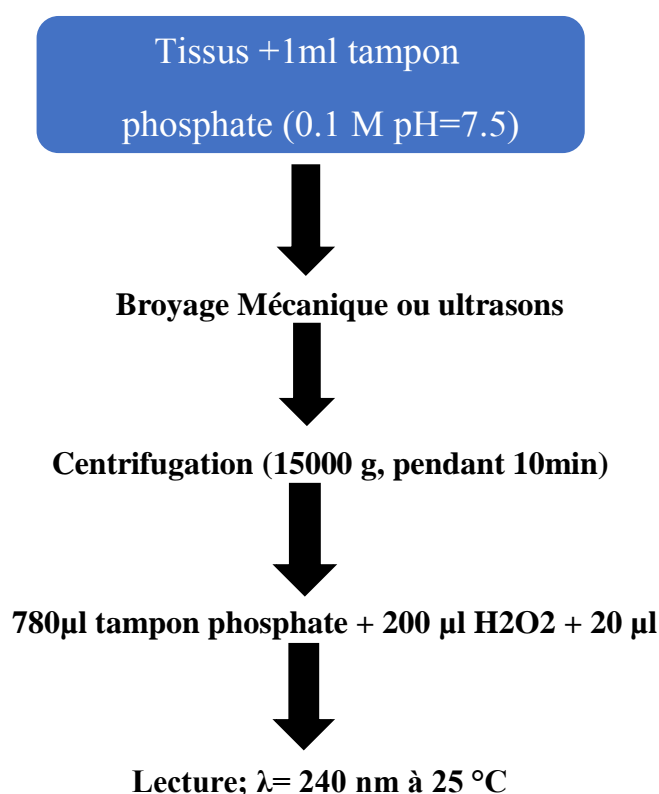 Tissus +1ml tampon
phosphate (0.1 M pH=7.5)
Broyage Mécanique ou ultrasons
Centrifugation (15000 g, pendant 10min)
780µl tampon phosphate + 200 µl H2O2 + 20 µl
Lecture; λ= 240 nm à 25 °C